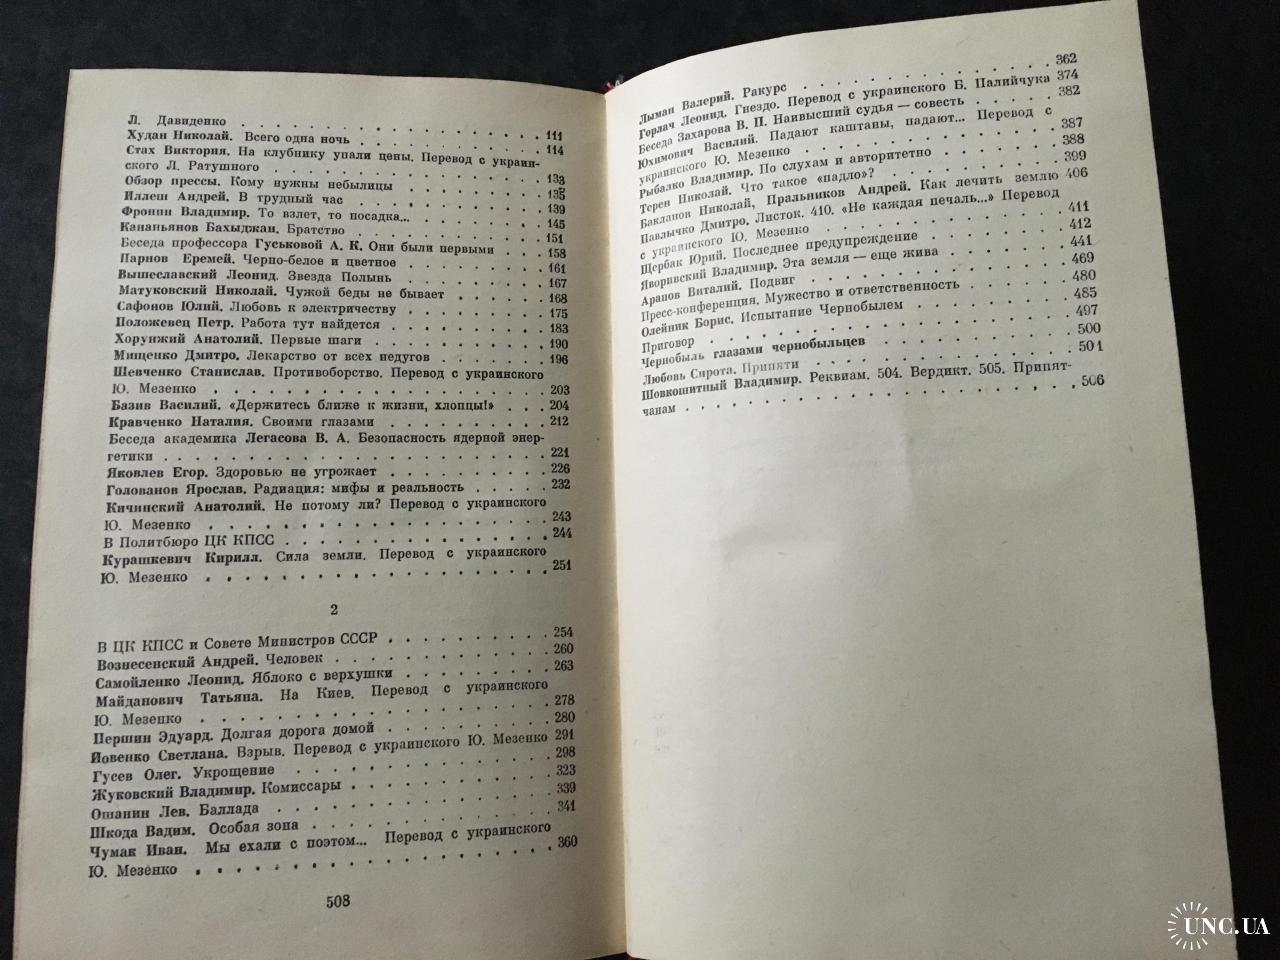 Л. Давиденко . . . . . . . . . . . . . . . . 111
Худан Николай. Всего одна ночь . . . . . . . . . 114
Стах Виктория. На клубнику упали цены. Перевод с украин-
ского Л. Ратушного . . . . . . . . . . . . . . 133
Обзор прессы. Кому нужны небылицы . . . . . . . . 135
Иллеш Андрей. В трудный час . . . . . . . . . . 139
Фронин Владимир. То взлет, то посадка... . . . . . . . 145
Канапьянов Бахыджан. Братство . . . . . . . . . . 151
Беседа профессора Гуськовой А. К. Они были первыми . . . . 158
Парнов Еремей. Черно-белое и цветное . . . . . . . . 161
Вышеславский Леонид. Звезда Полынь . . . . . . . . 167
Матуковский Николай. Чужой беды не бывает . . . . . . 168
Сафонов Юлий. Любовь к электричеству . . . . . . . 175
Положевец Петр. Работа тут найдется . . . . . . . . 183
Хорунжий Анатолий. Первые шаги . . . . . . . . . 190
Мищенко Дмитро. Лекарство от всех недугов . . . . . . 196
Шевченко Станислав. Противоборство. Перевод с украинского
Ю. Мезенко . . . . . . . . . . . . . . . . 203
Базив Василий. «Держитесь ближе к жизни, хлопцы!» . . . 204
Кравченко Наталия. Своими глазами . . . . . . . . . 212
Беседа академика Легасова В. А. Безопасность ядерной энер-
гетики . . . . . . . . . . . . . . . . . . 221
Яковлев Егор. Здоровью не угрожает . . . . . . . . 226
Голованов Ярослав. Радиация: мифы и реальность . . . . . 232
Кичинский Анатолий. Не потому ли? Перевод с украинского
Ю. Мезенко . . . . . . . . . . . . . . . . 243
В Политбюро ЦК КПСС . . . . . . . . . . . . . 244
Курашкевич Кирилл. Сила земли. Перевод с украинского
Ю. Мезенко . . . . . . . . . . . . . . . . 251
2
В ЦК КПСС и Совете Министров СССР . . . . . . . . 254
Вознесенский Андрей. Человек . . . . . . . . . . . 260
Самойленко Леонид. Яблоко с верхушки . . . . . . . . 263
Майданович Татьяна. На Киев. Перевод с украинского
Ю. Мезенко . . . . . . . . . . . . . . . . 278
Першин Эдуард. Долгая дорога домой . . . . . . . . 280
Йовенко Светлана. Взрыв. Перевод с украинского Ю. Мезенко 291
Гусев Олег. Укрощение . . . . . . . . . . . . . 298
Жуковский Владимир. Комиссары . . . . . . . . . . 323
Ошанин Лев. Баллада . . . . . . . . . . . . . . 339
Шкода Вадим. Особая зона . . . . . . . . . . . . 341
Чумак Иван. Мы ехали с поэтом... Перевод с украинского
Ю. Мезенко . . . . . . . . . . . . . . . . 360
508
Лыман Валерий. Ракурс . . . . . . . . . . . . . 362
Горлач Леонид. Гнездо. Перевод с украинского Б. Палийчука 374
Беседа Захарова В. П. Наивысший судья — совесть . . . . . 382
Юхимович Василий. Падают каштаны, падают... Перевод с
украинского Ю. Мезенко . . . . . . . . . . . . 387
Рыбалко Владимир. По слухам и авторитетно . . . . . . 388
Терен Николай. Что такое «падло»? . . . . . . . . . 399
Бакланов Николай, Пральников Андрей. Как лечить землю 406
Павлычко Дмитро. Листок. 410. «Не каждая печаль...» Перевод
с украинского Ю. Мезенко . . . . . . . . . . . 411
Щербак Юрий. Последнее предупреждение . . . . . . . 412
Яворивский Владимир. Эта земля — еще жива . . . . . . 441
Арапов Виталий. Подвиг . . . . . . . . . . . . . 469
Пресс-конференция. Мужество и ответственность . . . . . 480
Олейник Борис. Испытание Чернобылем . . . . . . . . 485
Приговор . . . . . . . . . . . . . . . . . 497
Чернобыль глазами чернобыльцев . . . . . . . . . . 500
Любовь Сирота. Припяти . . . . . . . . . . . . . 501
Шовкошитный Владимир. Реквиам. 504. Вердикт. 505. Припят-
чанам . . . . . . . . . . . . . . . . . . 506
UNC.UA